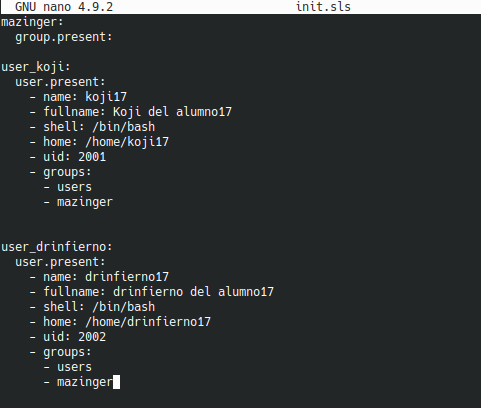 GNU nano 4.9.2 init.sls
mazinger:
  group.present:

user_koji:
  user.present:
    - name: koji17
    - fullname: Koji del alumno17
    - shell: /bin/bash
    - home: /home/koji17
    - uid: 2001
    - groups:
      - users
      - mazinger

user_drinfierno:
  user.present:
    - name: drinfierno17
    - fullname: drinfierno del alumno17
    - shell: /bin/bash
    - home: /home/drinfierno17
    - uid: 2002
    - groups:
      - users
      - mazinger